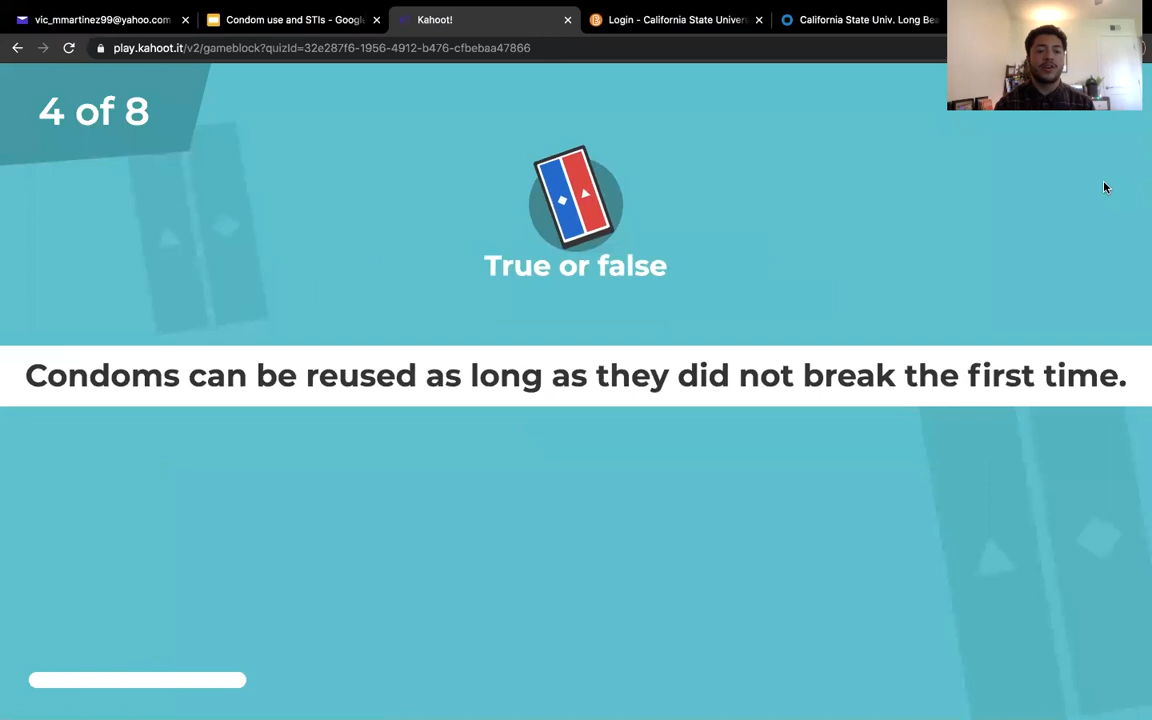 vic_mmartinez99@yahoo.com
Condom use and STIs - Google
Kahoot!
Login - California State Univer
California State Univ. Long Bea
play.kahoot.it/v2/gameblock?quizId=32e287f6-1956-4912-b476-cfbebaa47866
4 of 8
True or false
Condoms can be reused as long as they did not break the first time.